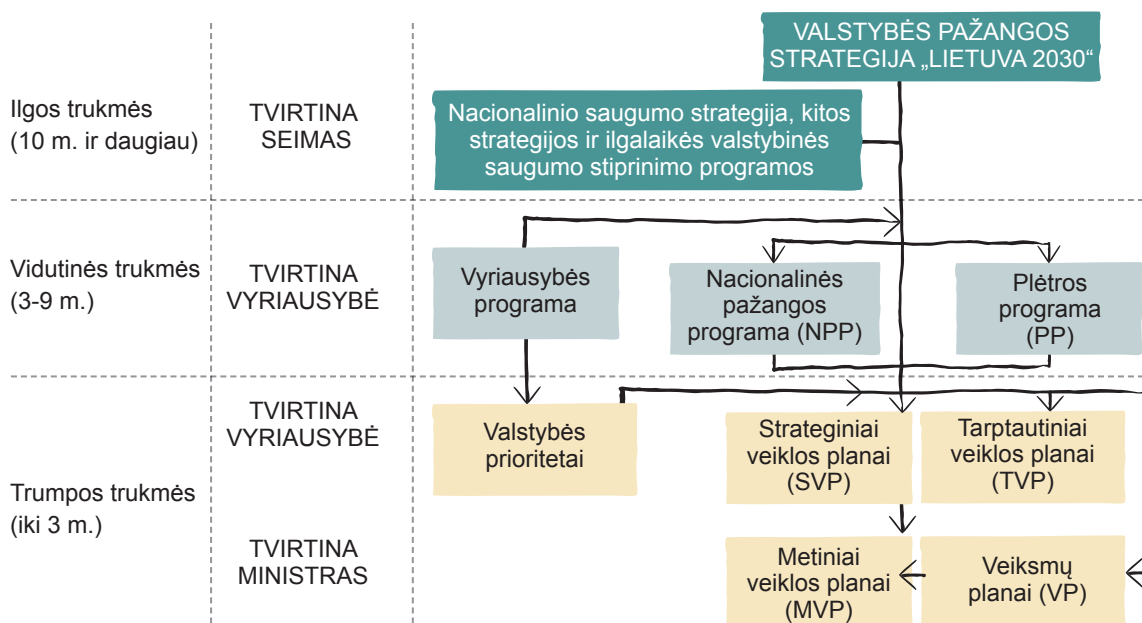 VALSTYBĖS PAŽANGOS
STRATEGIJA „LIETUVA 2030“
Ilgos trukmės
(10 m. ir daugiau)
TVIRTINA
SEIMAS
Nacionalinio saugumo strategija, kitos
strategijos ir ilgalaikės valstybinės
saugumo stiprinimo programos
Vidutinės trukmės
(3-9 m.)
TVIRTINA
VYRIAUSYBĖ
Vyriausybės
programa
Nacionalinės
pažangos
programa (NPP)
Plėtros
programa
(PP)
Trumpos trukmės
(iki 3 m.)
TVIRTINA
VYRIAUSYBĖ
Valstybės
prioritetai
Strateginiai
veiklos planai
(SVP)
Tarptautiniai
veiklos planai
(TVP)
TVIRTINA
MINISTRAS
Metiniai
veiklos planai
(MVP)
Veiksmų
planai (VP)